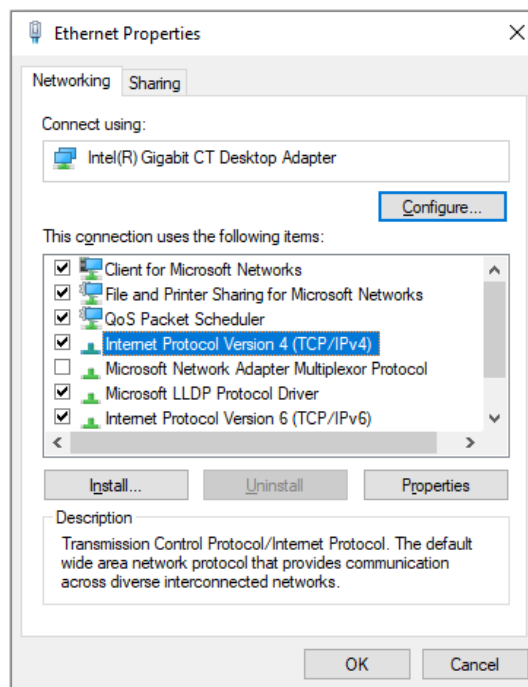 Ethernet Properties
Networking
Sharing
Connect using:
Intel(R) Gigabit CT Desktop Adapter
Configure...
This connection uses the following items:
Client for Microsoft Networks
File and Printer Sharing for Microsoft Networks
QoS Packet Scheduler
Internet Protocol Version 4 (TCP/IPv4)
Microsoft Network Adapter Multiplexor Protocol
Microsoft LLDP Protocol Driver
Internet Protocol Version 6 (TCP/IPv6)
Install...
Uninstall
Properties
Description
Transmission Control Protocol/Internet Protocol. The default
wide area network protocol that provides communication
across diverse interconnected networks.
OK
Cancel